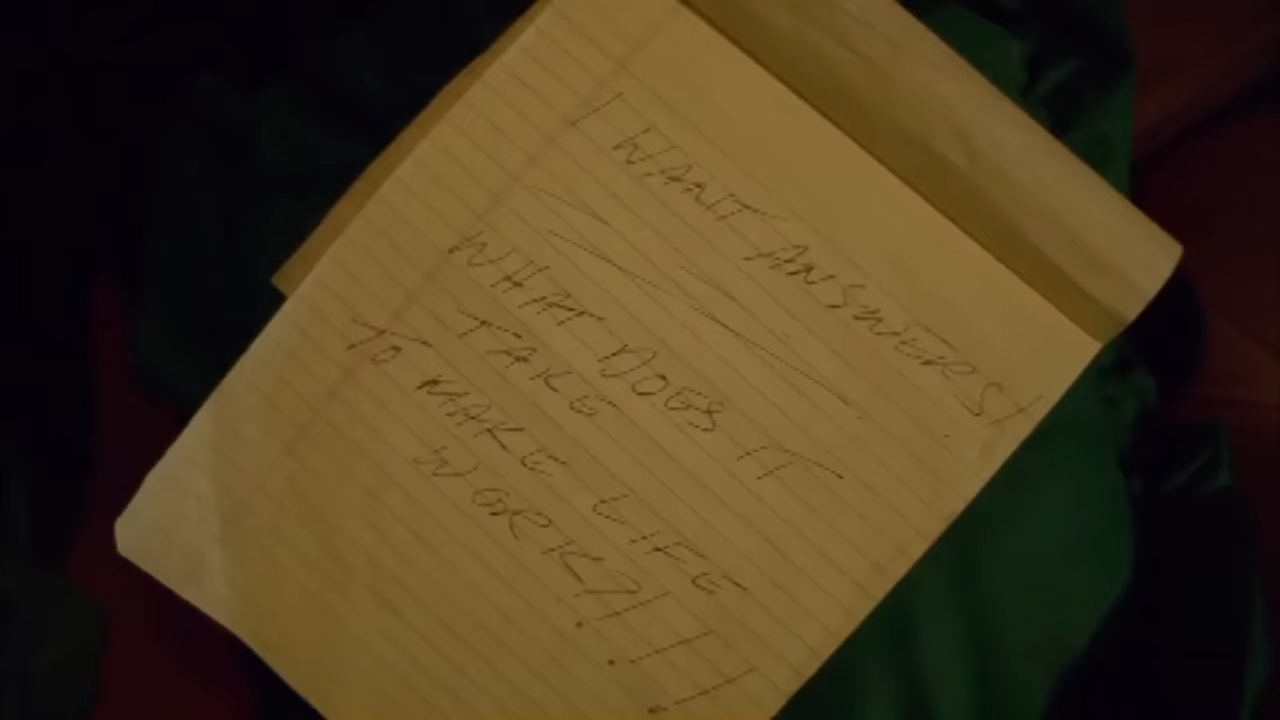 I WANT ANSWERS!
WHAT DOES IT
TAKE
TO MAKE LIFE
WORK?!!!